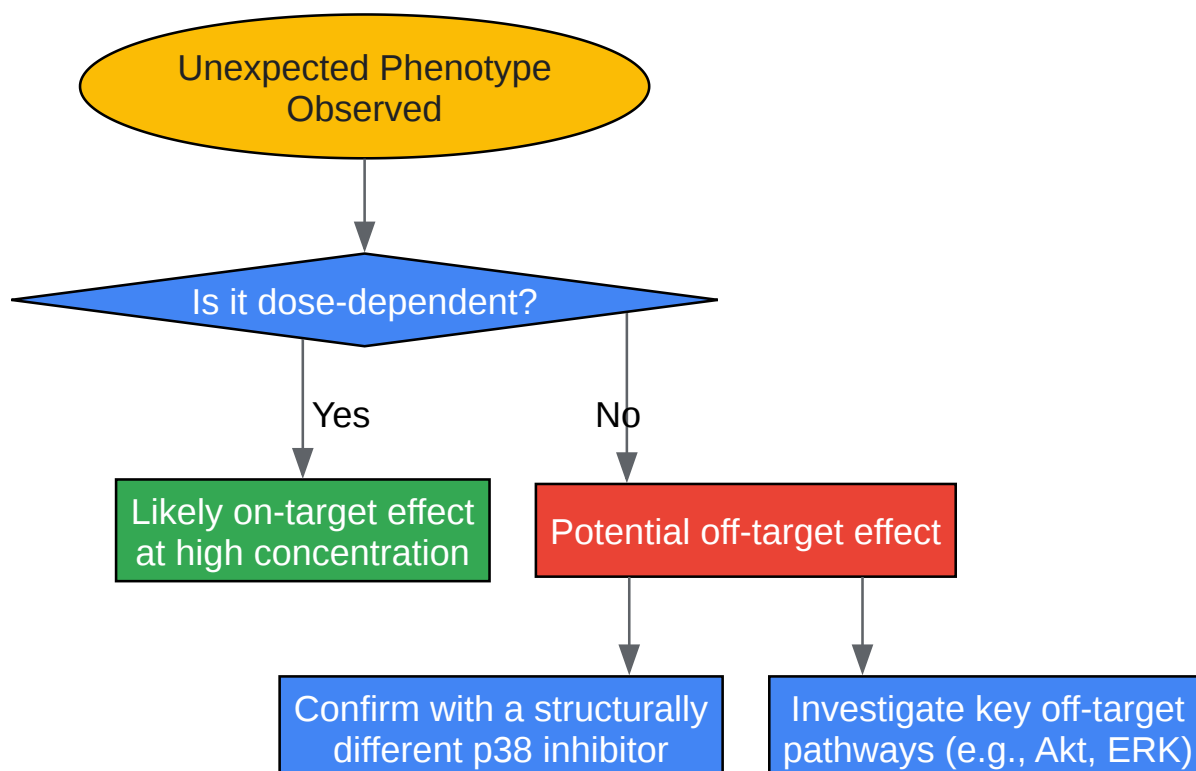 Unexpected Phenotype
Observed
Is it dose-dependent?
Yes
No
Likely on-target effect
at high concentration
Potential off-target effect
Confirm with a structurally
different p38 inhibitor
Investigate key off-target
pathways (e.g., Akt, ERK)